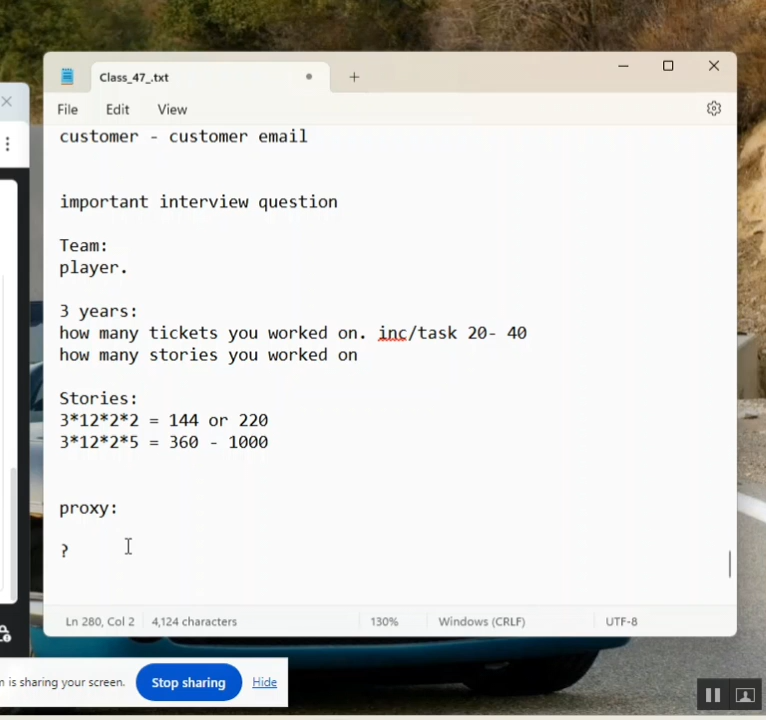 Class_47_.txt
File Edit View
customer - customer email
important interview question
Team:
player.
3 years:
how many tickets you worked on. inc/task 20- 40
how many stories you worked on
Stories:
3*12*2*2 = 144 or 220
3*12*2*5 = 360 - 1000
proxy:
?
Ln 280, Col 2 4,124 characters 130% Windows (CRLF) UTF-8
is sharing your screen. Stop sharing Hide